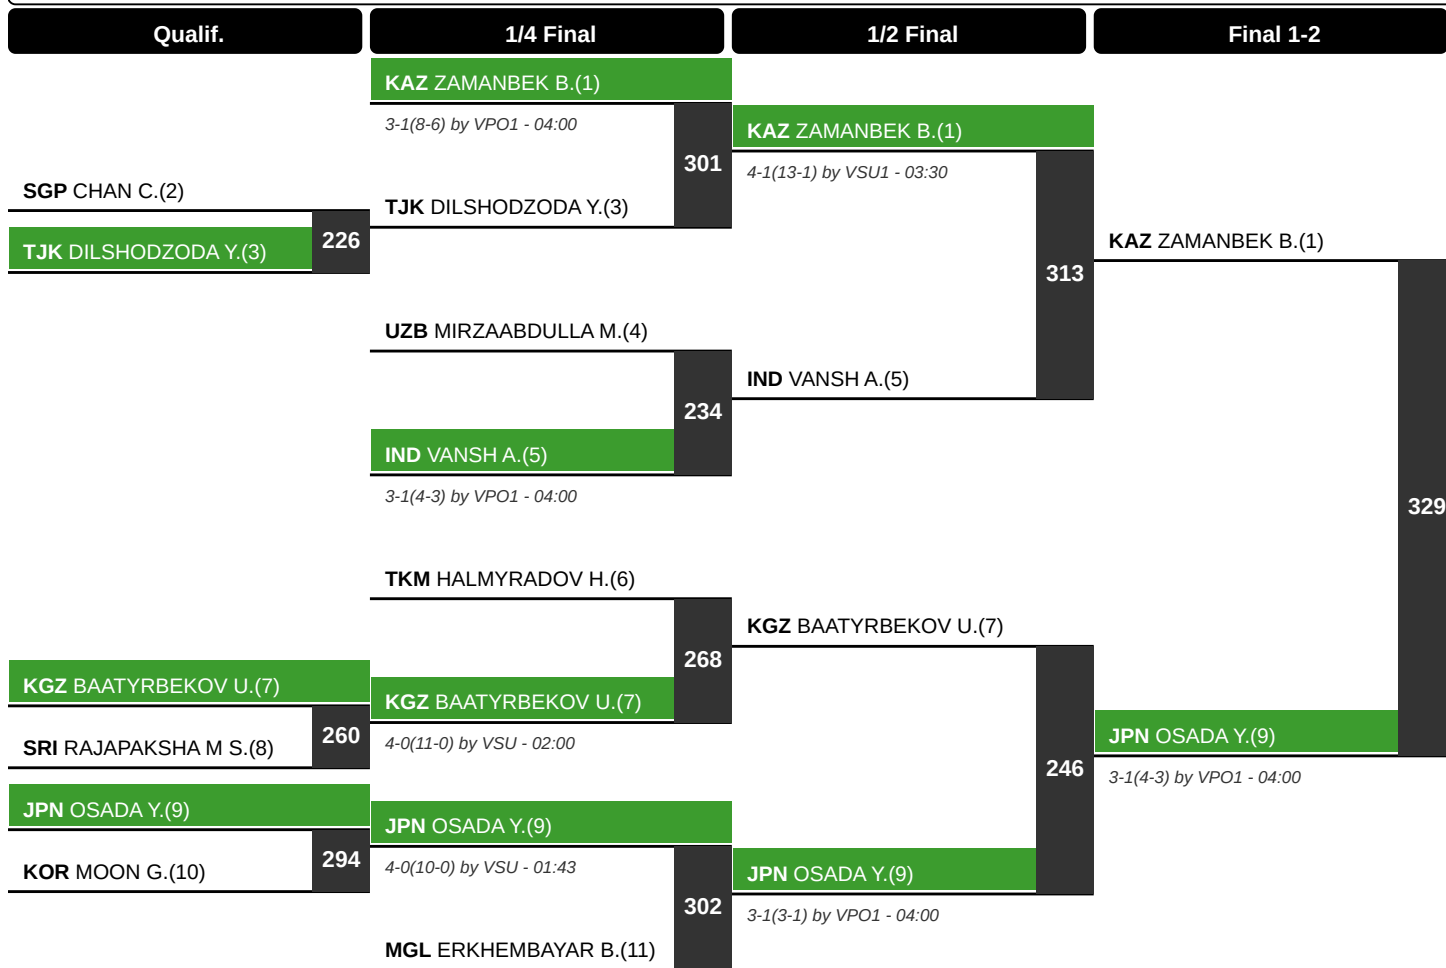 Qualif.
1/4 Final
1/2 Final
Final 1-2
SGP CHAN C.(2)
226
TJK DILSHODZODA Y.(3)
KGZ BAATYRBEKOV U.(7)
260
SRI RAJAPAKSHA M S.(8)
JPN OSADA Y.(9)
294
KOR MOON G.(10)
KAZ ZAMANBEK B.(1)
3-1(8-6) by VPO1 - 04:00
301
TJK DILSHODZODA Y.(3)
UZB MIRZAABDULLA M.(4)
234
IND VANSH A.(5)
3-1(4-3) by VPO1 - 04:00
TKM HALMYRADOV H.(6)
268
KGZ BAATYRBEKOV U.(7)
4-0(11-0) by VSU - 02:00
JPN OSADA Y.(9)
4-0(10-0) by VSU - 01:43
302
MGL ERKHEMBAYAR B.(11)
KAZ ZAMANBEK B.(1)
4-1(13-1) by VSU1 - 03:30
313
IND VANSH A.(5)
KGZ BAATYRBEKOV U.(7)
246
JPN OSADA Y.(9)
3-1(3-1) by VPO1 - 04:00
KAZ ZAMANBEK B.(1)
329
JPN OSADA Y.(9)
3-1(4-3) by VPO1 - 04:00